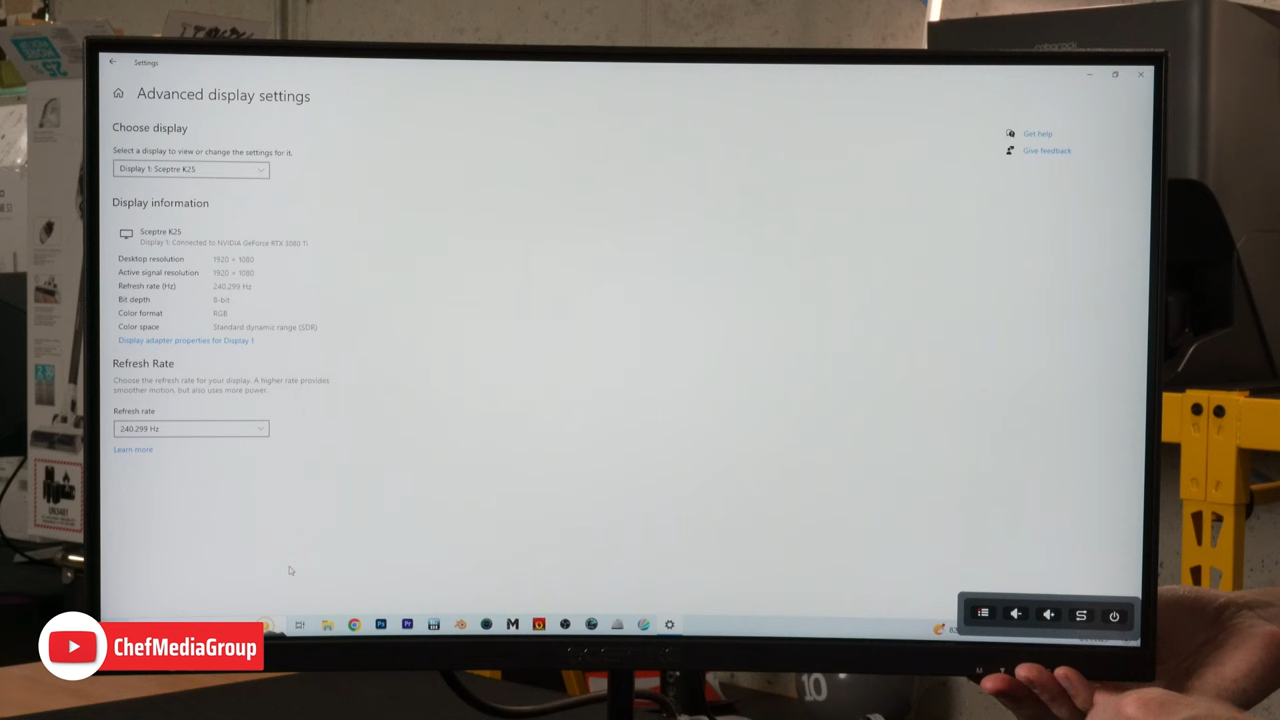 Settings
Advanced display settings
Choose display
Select a display to view or change the settings for it.
Display 1: Sceptre K25
Get help
Give feedback
Display information
Sceptre K25
Display 1: Connected to NVIDIA GeForce RTX 3080 Ti
Desktop resolution 1920 × 1080
Active signal resolution 1920 × 1080
Refresh rate (Hz) 240.299 Hz
Bit depth 8-bit
Color format RGB
Color space Standard dynamic range (SDR)
Display adapter properties for Display 1
Refresh Rate
Choose the refresh rate for your display. A higher rate provides
smoother motion, but also uses more power.
Refresh rate
240.299 Hz
Learn more
ChefMediaGroup
UN3481
10